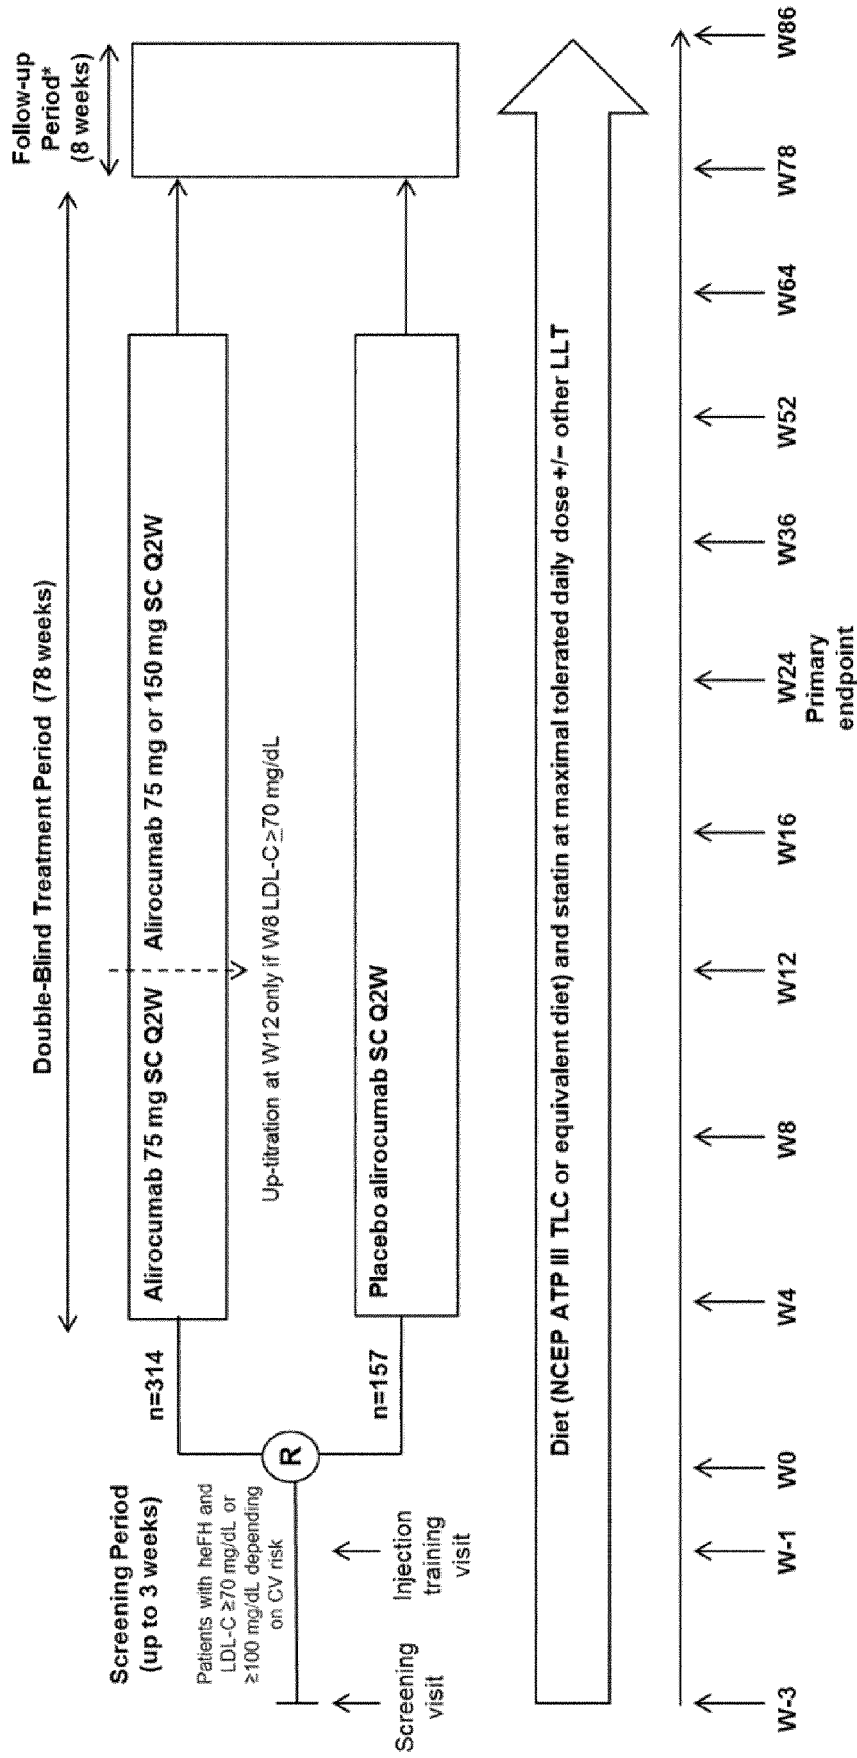 Screening Period
(up to 3 weeks)
Double-Blind Treatment Period (78 weeks)
Follow-up
Period*
(8 weeks)
Patients with heFH and
LDL-C ≥70 mg/dL or
≥100 mg/dL depending
on CV risk
R
n=314
Alirocumab 75 mg SC Q2W
Alirocumab 75 mg or 150 mg SC Q2W
Up-titration at W12 only if W8 LDL-C ≥70 mg/dL
n=157
Placebo alirocumab SC Q2W
Screening
visit
Injection
training
visit
Diet (NCEP ATP III TLC or equivalent diet) and statin at maximal tolerated daily dose +/− other LLT
W-3
W-1
W0
W4
W8
W12
W16
W24
Primary
endpoint
W36
W52
W64
W78
W86